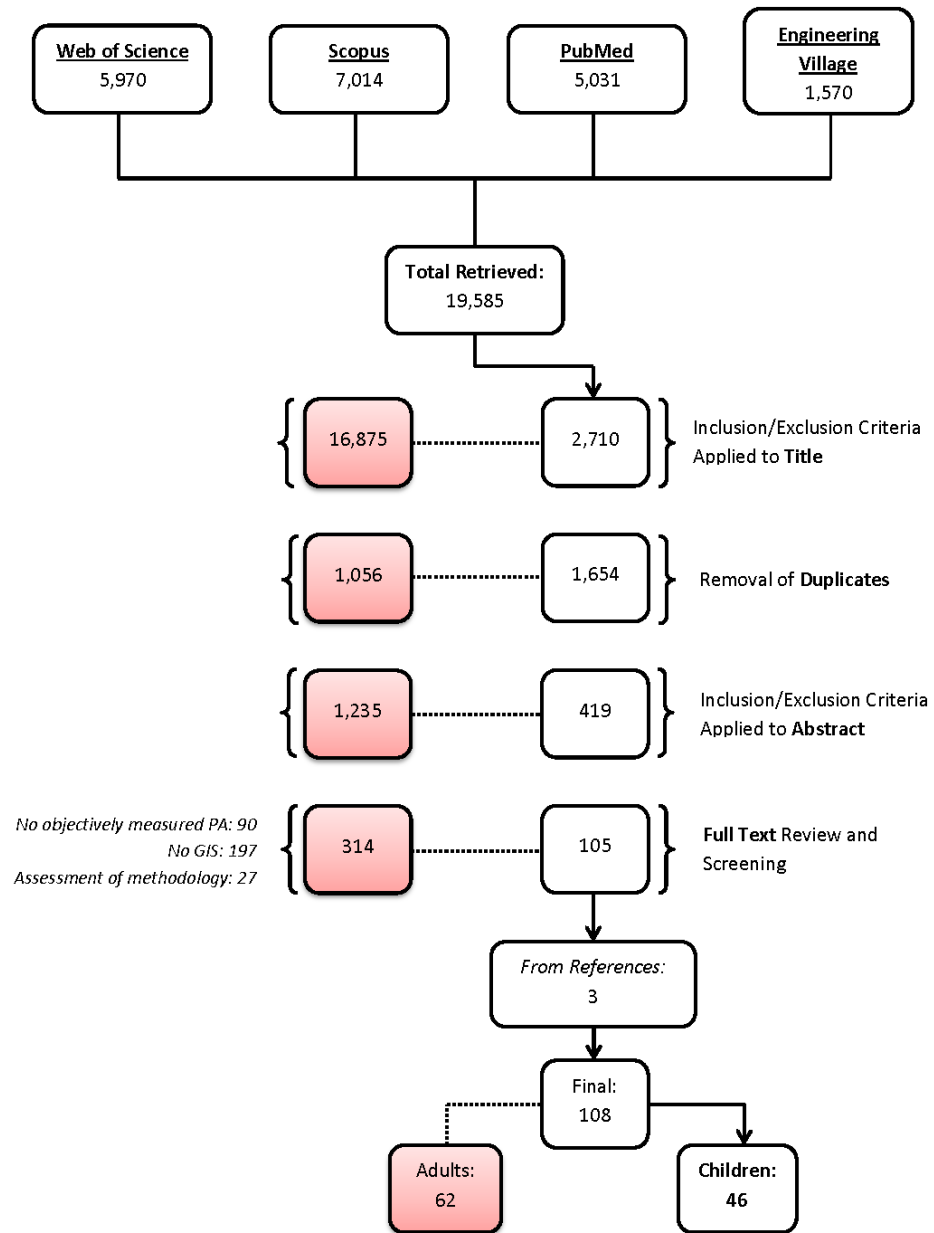 Web of Science
5,970
Scopus
7,014
PubMed
5,031
Engineering
Village
1,570
Total Retrieved:
19,585
16,875
2,710
Inclusion/Exclusion Criteria
Applied to Title
1,056
1,654
Removal of Duplicates
1,235
419
Inclusion/Exclusion Criteria
Applied to Abstract
No objectively measured PA: 90
No GIS: 197
Assessment of methodology: 27
314
105
Full Text Review and
Screening
From References:
3
Final:
108
Adults:
62
Children:
46